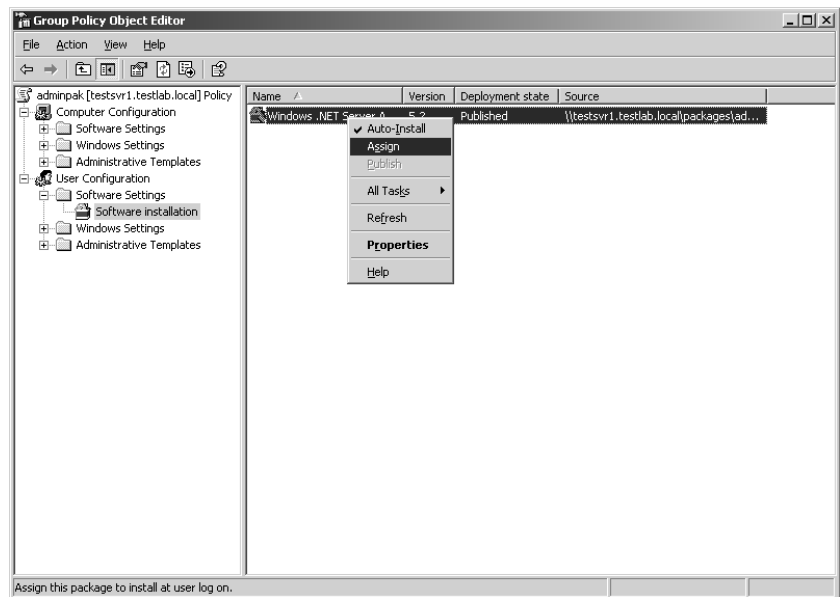 Group Policy Object Editor
File Action View Help
adminpak [testsvr1.testlab.local] Policy
Computer Configuration
Software Settings
Windows Settings
Administrative Templates
User Configuration
Software Settings
Software installation
Windows Settings
Administrative Templates
Name Version Deployment state Source
Windows .NET Server A... 5.2 Published \\testsvr1.testlab.local\packages\ad...
Auto-Install
Assign
Publish
All Tasks
Refresh
Properties
Help
Assign this package to install at user log on.